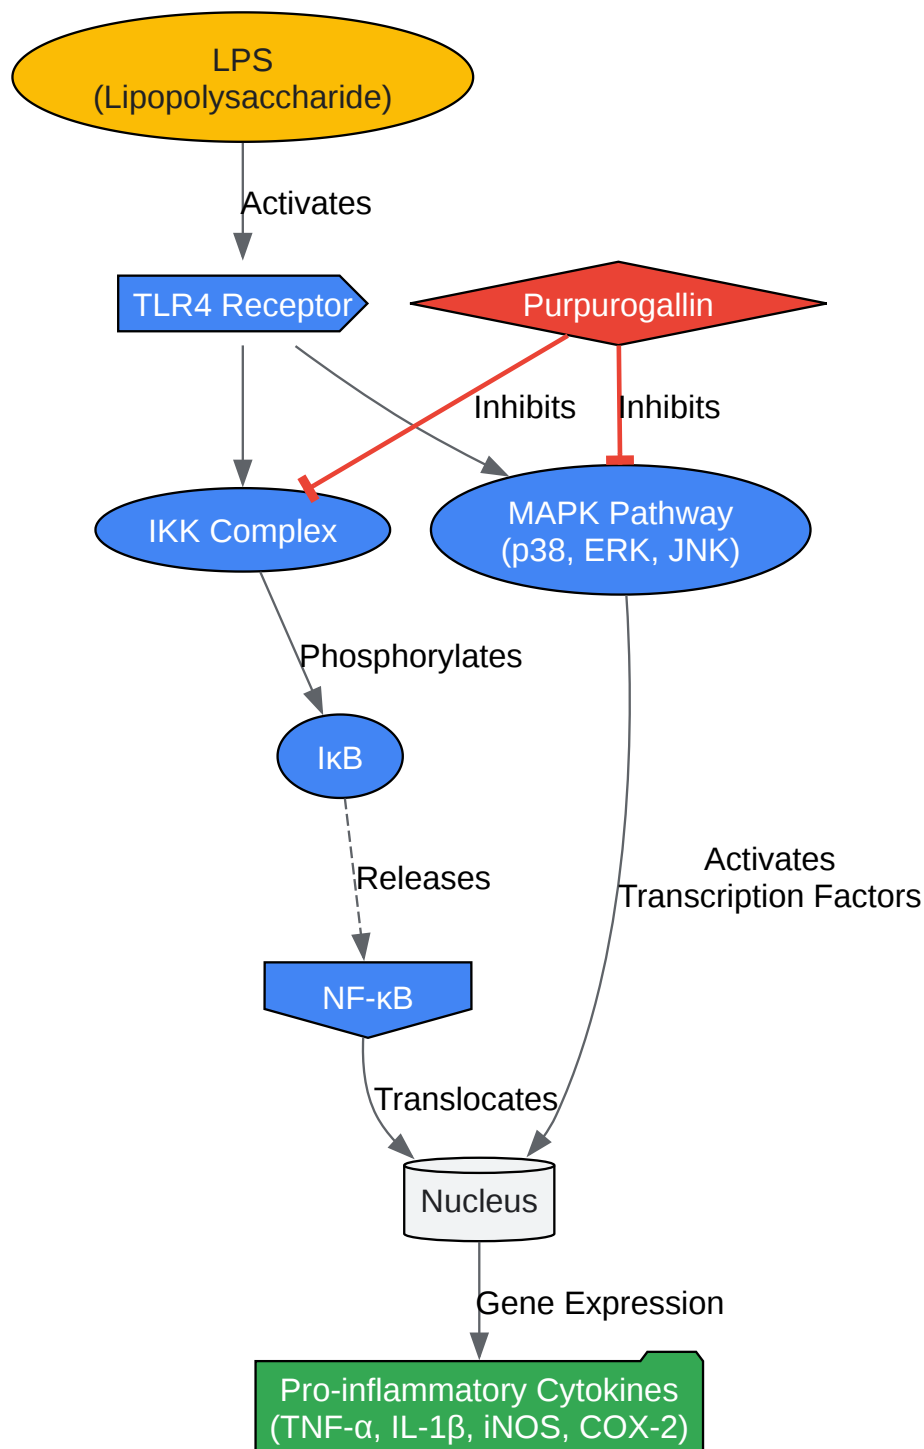 LPS
(Lipopolysaccharide)
Activates
TLR4 Receptor
Purpurogallin
Inhibits
Inhibits
IKK Complex
MAPK Pathway
(p38, ERK, JNK)
Phosphorylates
IκB
Releases
Activates
Transcription Factors
NF-κB
Translocates
Nucleus
Gene Expression
Pro-inflammatory Cytokines
(TNF-α, IL-1β, iNOS, COX-2)